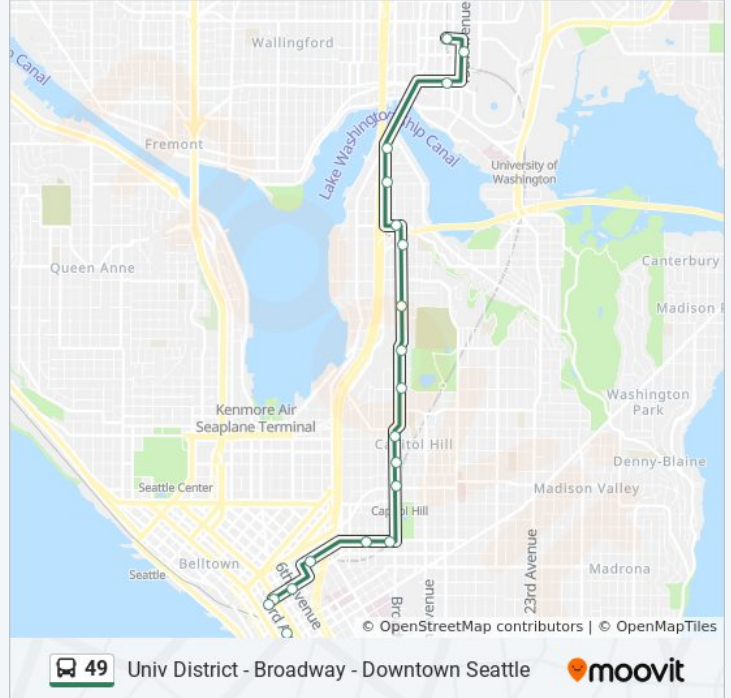 Wallingford
Canal
Lake Washington Ship Canal
Fremont
University of
Washington
Queen Anne
Canterbury
Madison
Kenmore Air
Seaplane Terminal
Washington
Park
Capitol Hill
Denny-Blaine
Seattle Center
Madison Valley
Capitol Hill
Belltown
6th Avenue
23rd Avenue
Seattle
Madrona
© OpenStreetMap contributors | © OpenMapTiles
49 Univ District - Broadway - Downtown Seattle
moovit